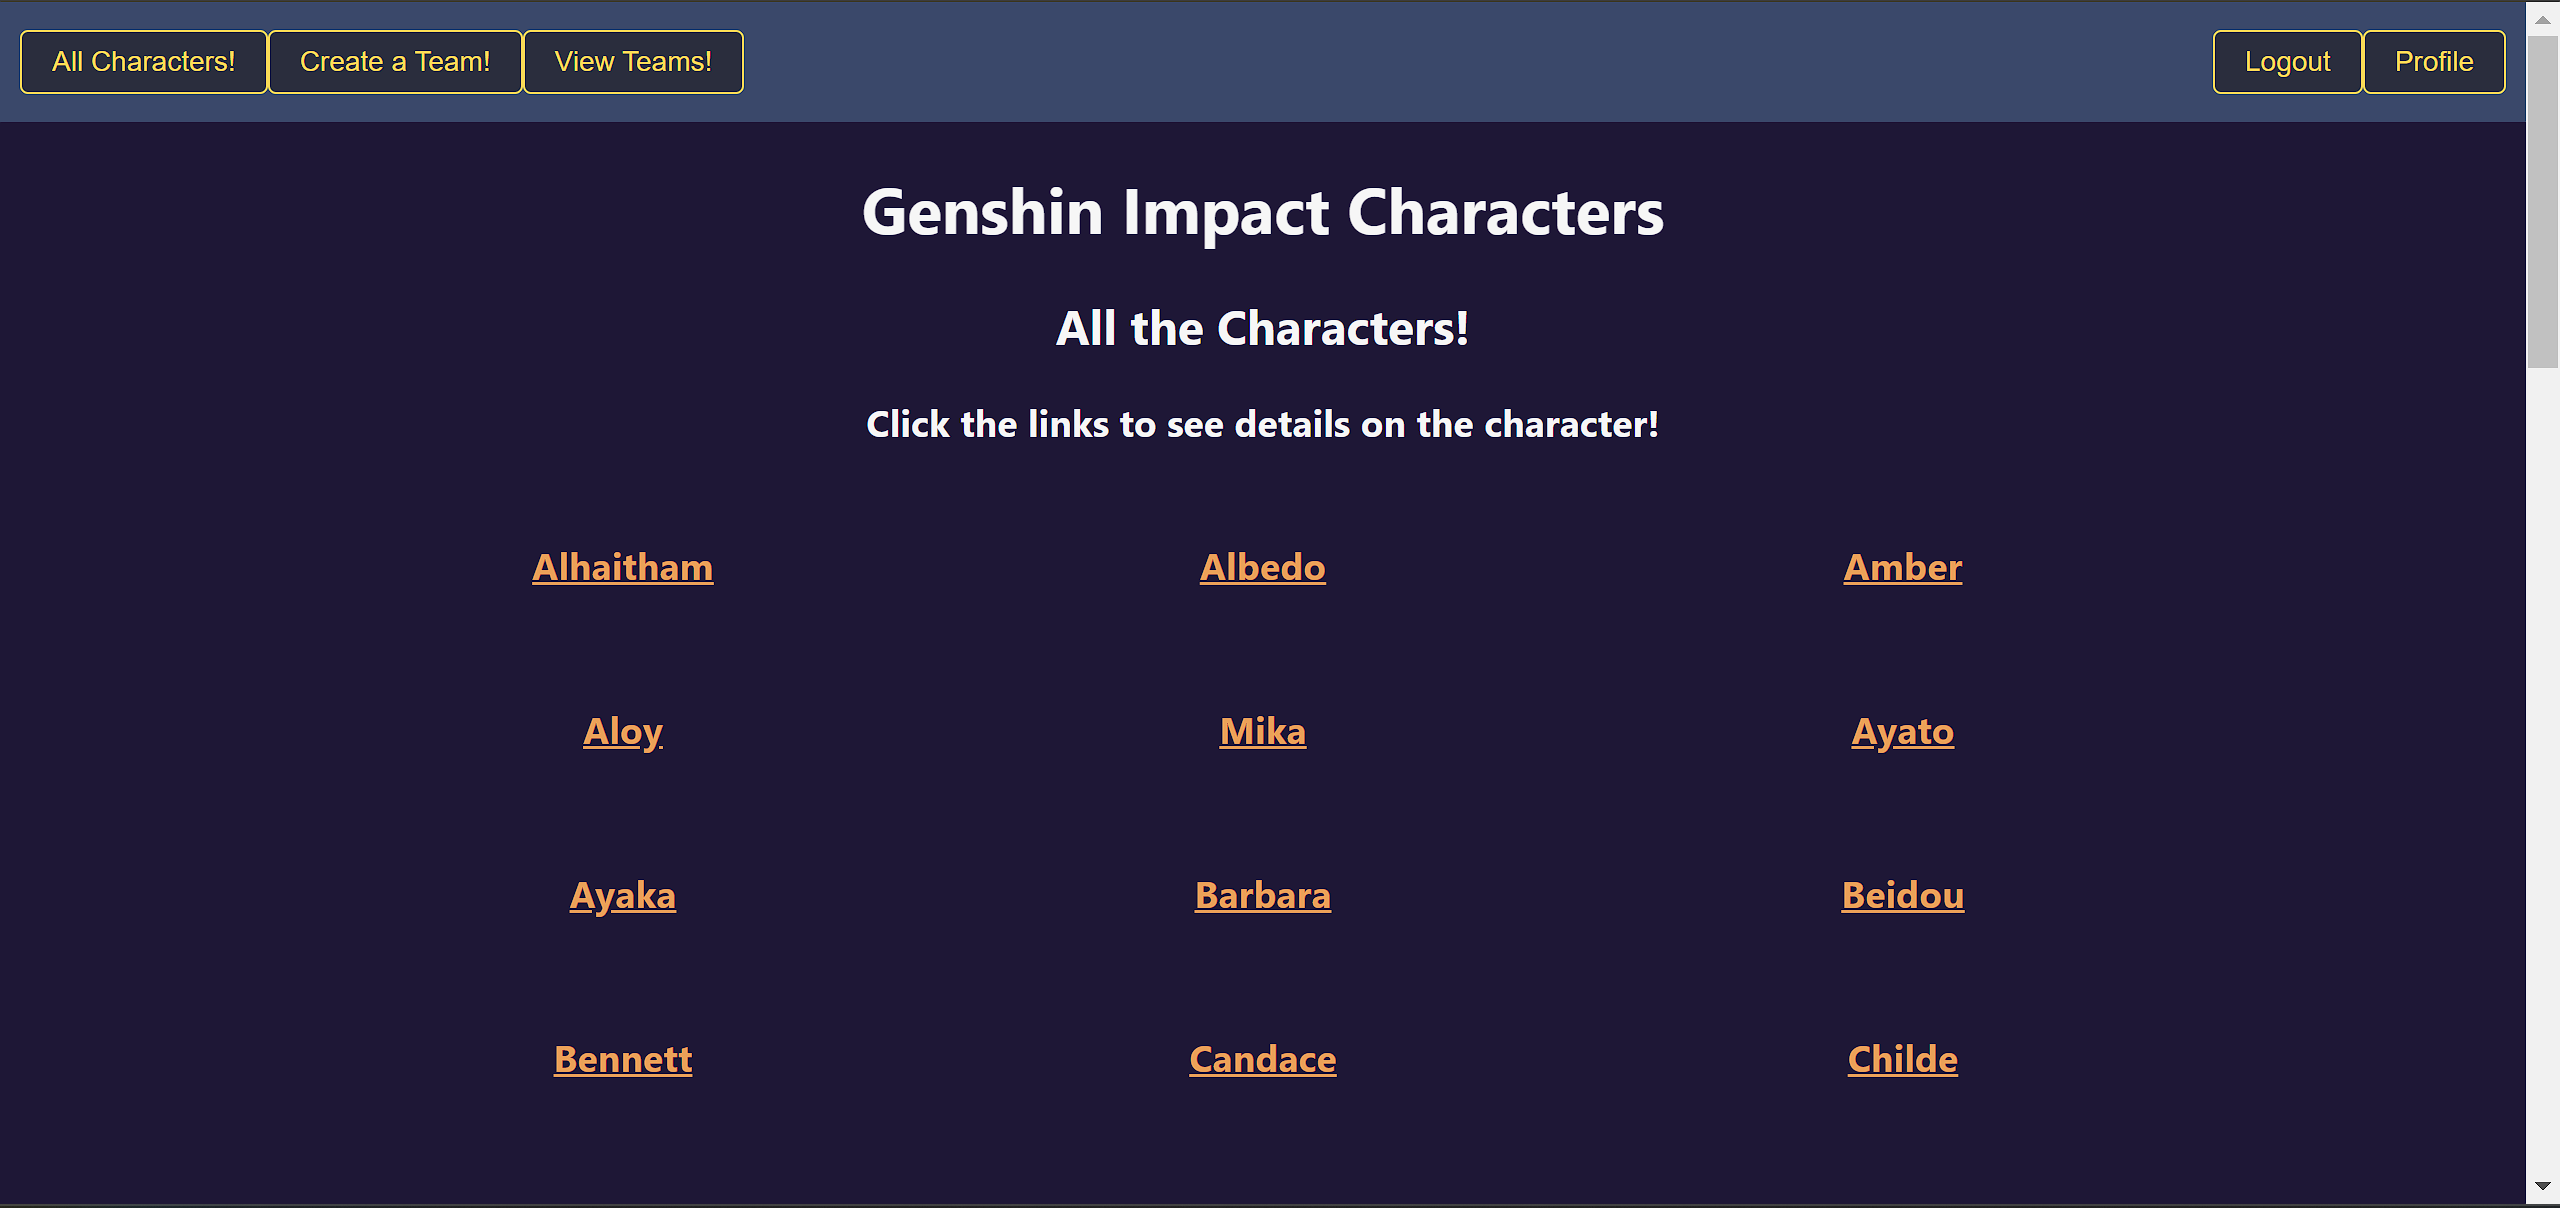 All Characters! Create a Team! View Teams! Logout Profile
Genshin Impact Characters
All the Characters!
Click the links to see details on the character!
Alhaitham Albedo Amber
Aloy Mika Ayato
Ayaka Barbara Beidou
Bennett Candace Childe